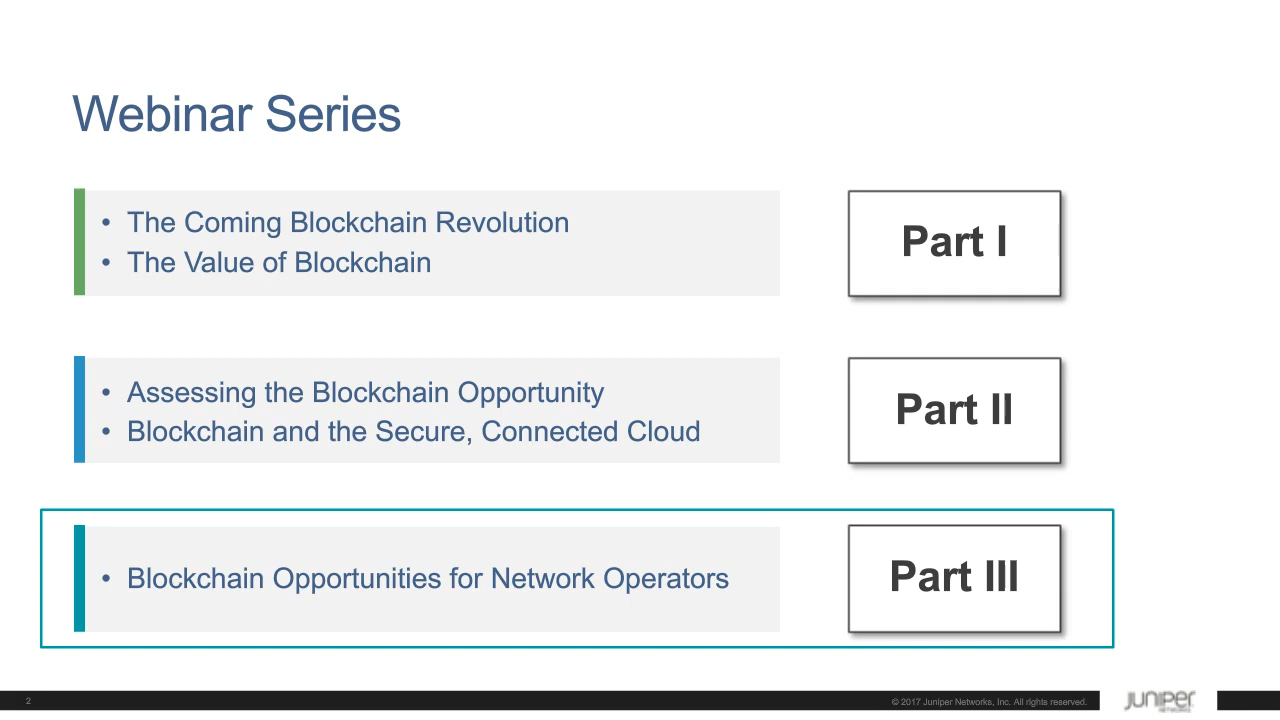 Webinar Series
• The Coming Blockchain Revolution
• The Value of Blockchain
Part I
• Assessing the Blockchain Opportunity
• Blockchain and the Secure, Connected Cloud
Part II
• Blockchain Opportunities for Network Operators
Part III
2
© 2017 Juniper Networks, Inc. All rights reserved.
JUNIPER
NETWORKS